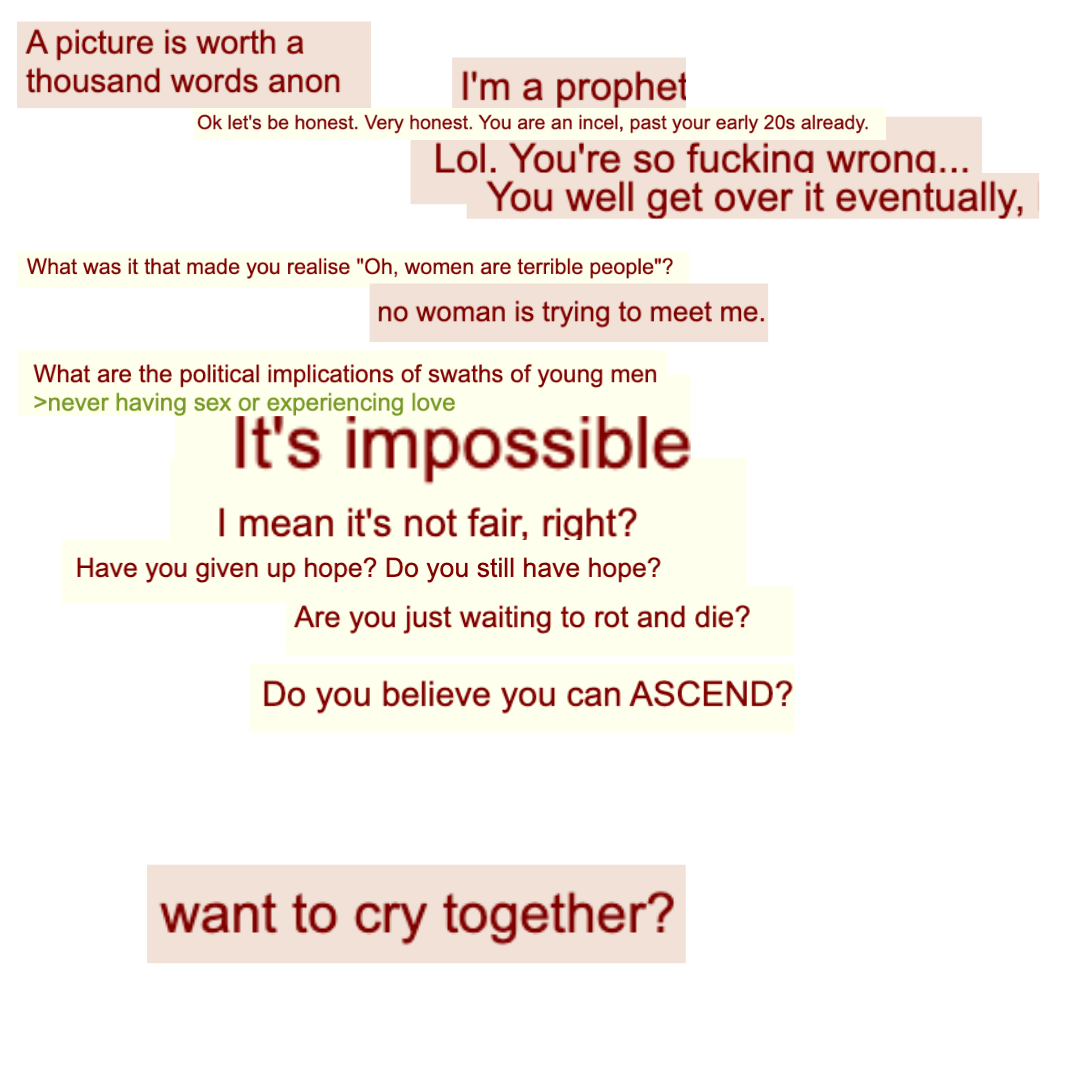 A picture is worth a
thousand words anon
I'm a prophet
Ok let's be honest. Very honest. You are an incel, past your early 20s already.
Lol. You're so fucking wrong...
You well get over it eventually,
What was it that made you realise "Oh, women are terrible people"?
no woman is trying to meet me.
What are the political implications of swaths of young men
>never having sex or experiencing love
It's impossible
I mean it's not fair, right?
Have you given up hope? Do you still have hope?
Are you just waiting to rot and die?
Do you believe you can ASCEND?
want to cry together?